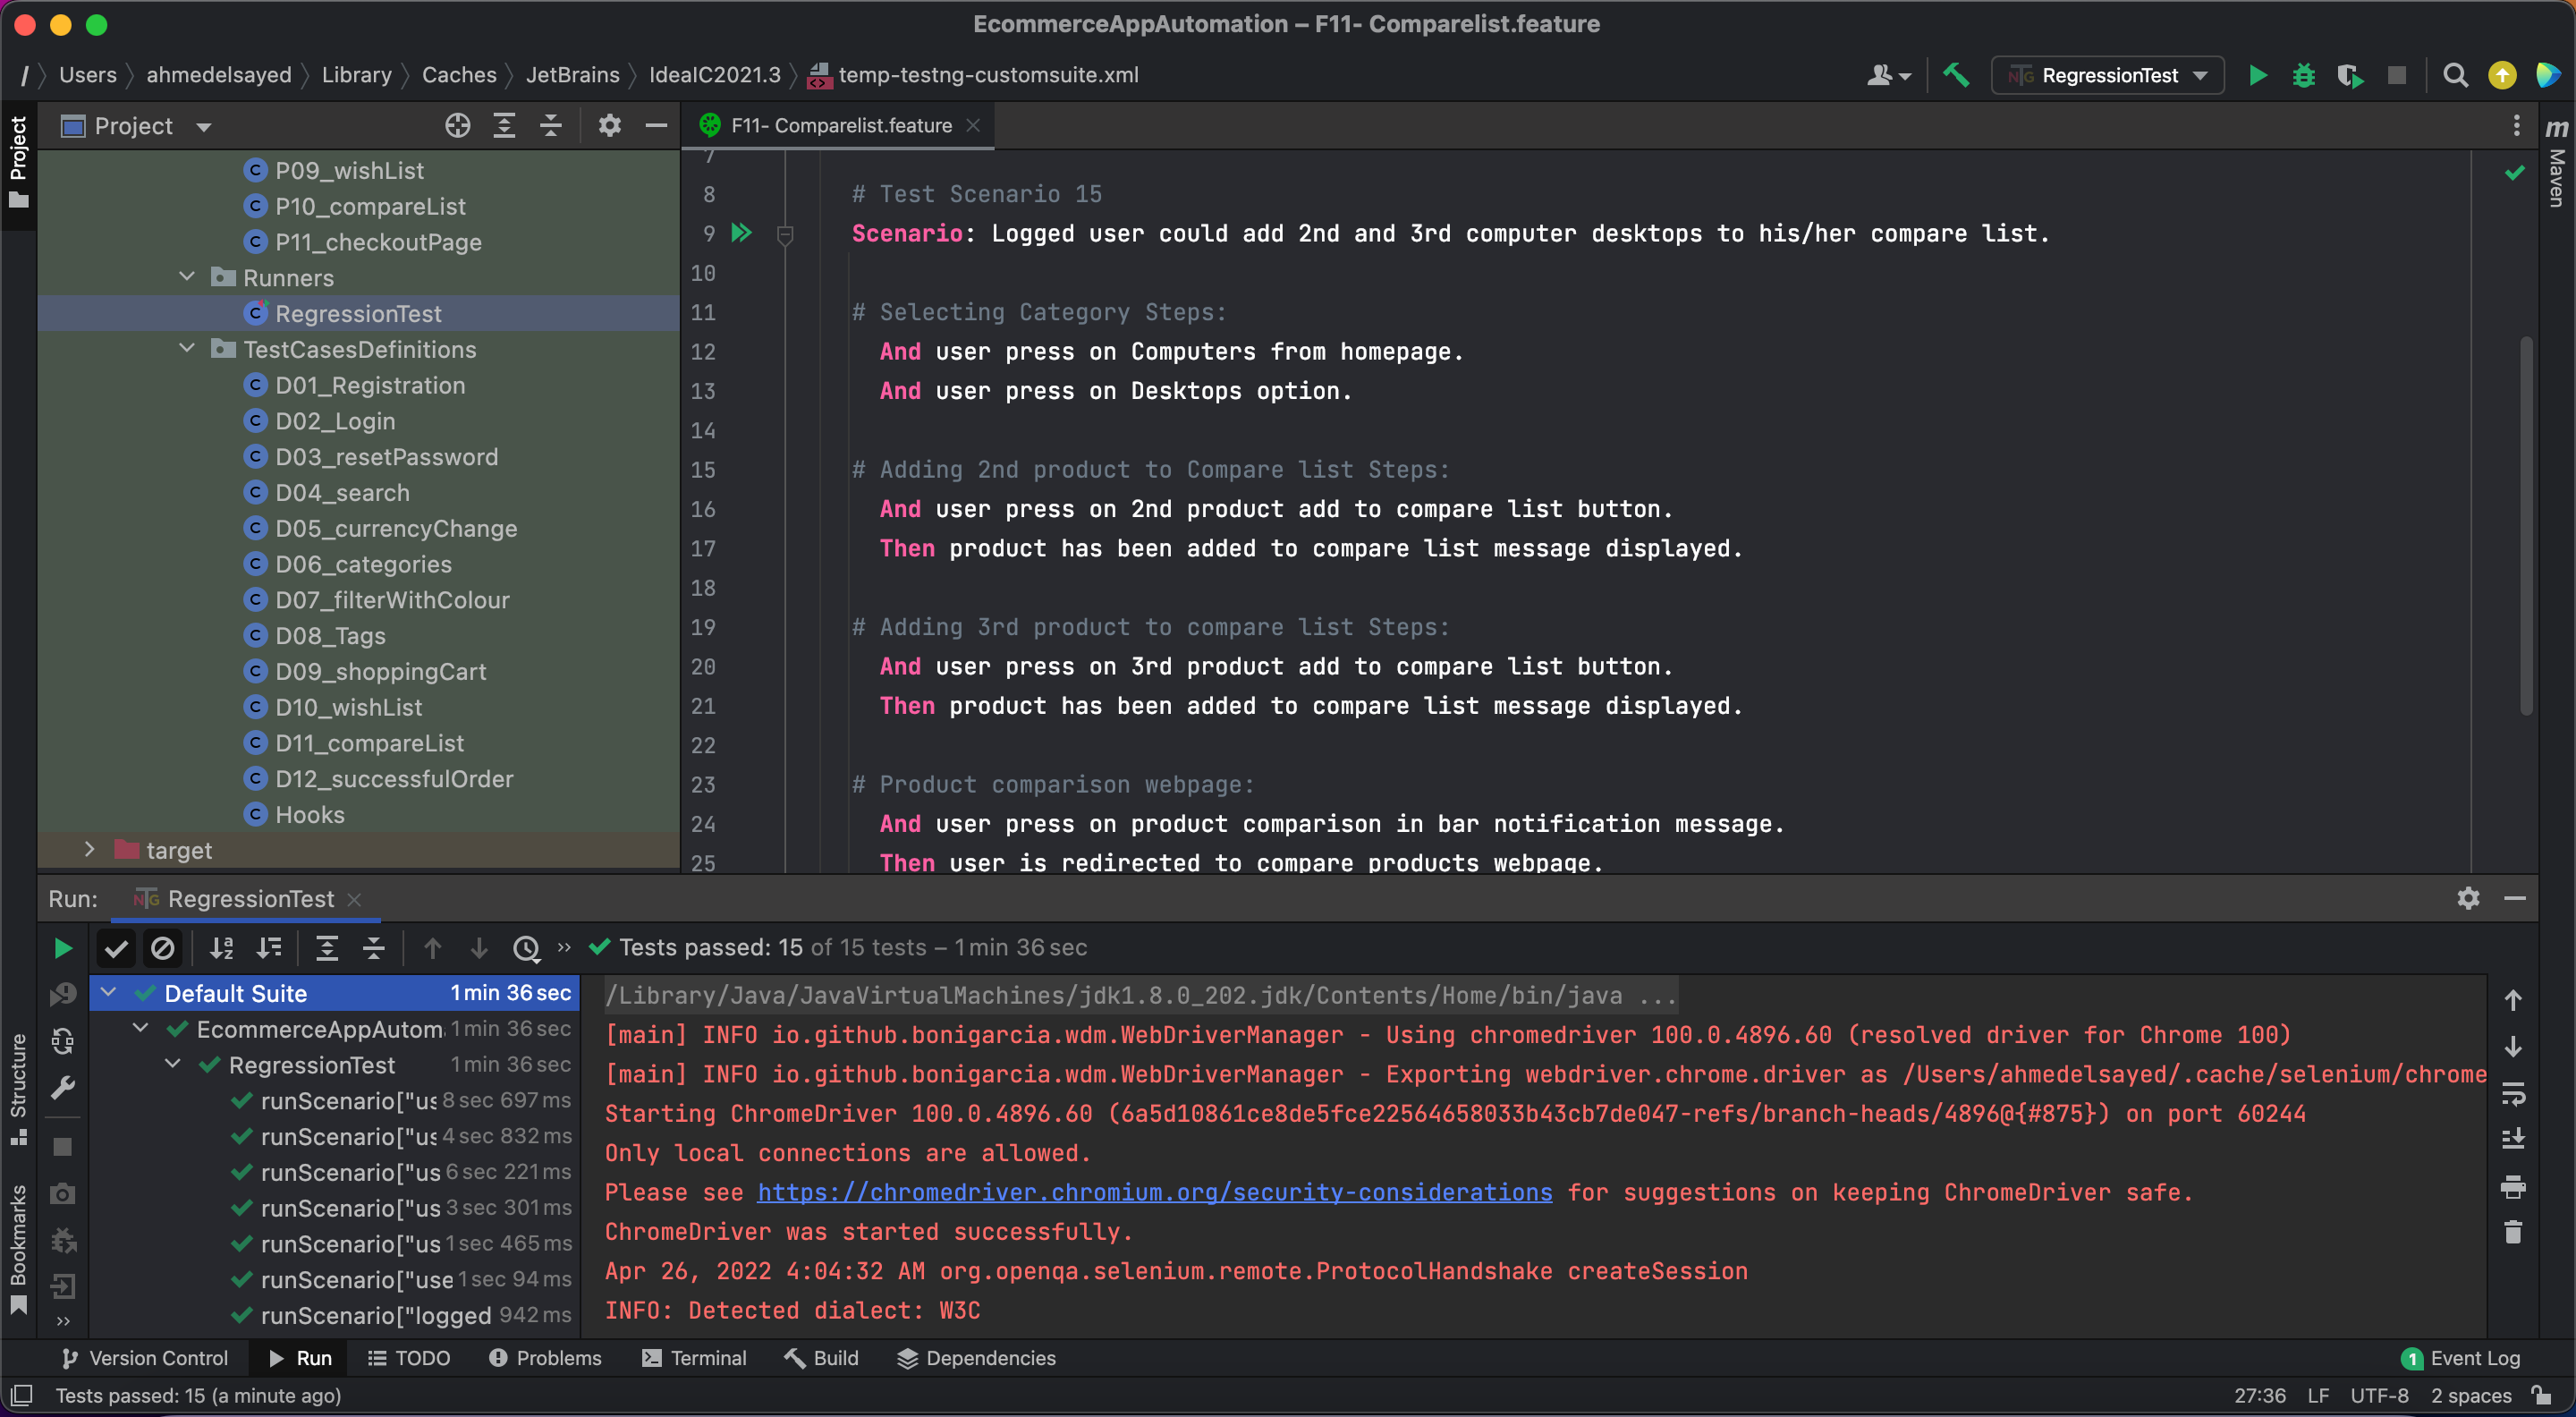 EcommerceAppAutomation – F11- Comparelist.feature
/ Users ahmedelsayed Library Caches JetBrains IdeaIC2021.3 temp-testng-customsuite.xml
RegressionTest
Project
Project
F11- Comparelist.feature
Maven
P09_wishList
P10_compareList
P11_checkoutPage
Runners
RegressionTest
TestCasesDefinitions
D01_Registration
D02_Login
D03_resetPassword
D04_search
D05_currencyChange
D06_categories
D07_filterWithColour
D08_Tags
D09_shoppingCart
D10_wishList
D11_compareList
D12_successfulOrder
Hooks
target
7
8 # Test Scenario 15
9 Scenario: Logged user could add 2nd and 3rd computer desktops to his/her compare list.
10
11 # Selecting Category Steps:
12 And user press on Computers from homepage.
13 And user press on Desktops option.
14
15 # Adding 2nd product to Compare list Steps:
16 And user press on 2nd product add to compare list button.
17 Then product has been added to compare list message displayed.
18
19 # Adding 3rd product to compare list Steps:
20 And user press on 3rd product add to compare list button.
21 Then product has been added to compare list message displayed.
22
23 # Product comparison webpage:
24 And user press on product comparison in bar notification message.
25 Then user is redirected to compare products webpage.
Run: RegressionTest
Tests passed: 15 of 15 tests – 1 min 36 sec
Default Suite 1 min 36 sec
EcommerceAppAutom 1 min 36 sec
RegressionTest 1 min 36 sec
runScenario["us 8 sec 697 ms
runScenario["us 4 sec 832 ms
runScenario["us 6 sec 221 ms
runScenario["us 3 sec 301 ms
runScenario["us 1 sec 465 ms
runScenario["use 1 sec 94 ms
runScenario["logged 942 ms
/Library/Java/JavaVirtualMachines/jdk1.8.0_202.jdk/Contents/Home/bin/java ...
[main] INFO io.github.bonigarcia.wdm.WebDriverManager - Using chromedriver 100.0.4896.60 (resolved driver for Chrome 100)
[main] INFO io.github.bonigarcia.wdm.WebDriverManager - Exporting webdriver.chrome.driver as /Users/ahmedelsayed/.cache/selenium/chrome
Starting ChromeDriver 100.0.4896.60 (6a5d10861ce8de5fce22564658033b43cb7de047-refs/branch-heads/4896@{#875}) on port 60244
Only local connections are allowed.
Please see https://chromedriver.chromium.org/security-considerations for suggestions on keeping ChromeDriver safe.
ChromeDriver was started successfully.
Apr 26, 2022 4:04:32 AM org.openqa.selenium.remote.ProtocolHandshake createSession
INFO: Detected dialect: W3C
Structure
Bookmarks
Version Control Run TODO Problems Terminal Build Dependencies
1 Event Log
Tests passed: 15 (a minute ago)
27:36 LF UTF-8 2 spaces